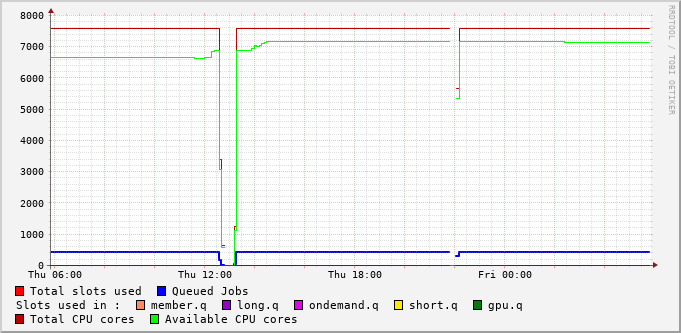 RRDTOOL / TOBI OETIKER
8000
7000
6000
5000
4000
3000
2000
1000
0
Thu 06:00 Thu 12:00 Thu 18:00 Fri 00:00
Total slots used Queued Jobs
Slots used in : member.q long.q ondemand.q short.q gpu.q
Total CPU cores Available CPU cores